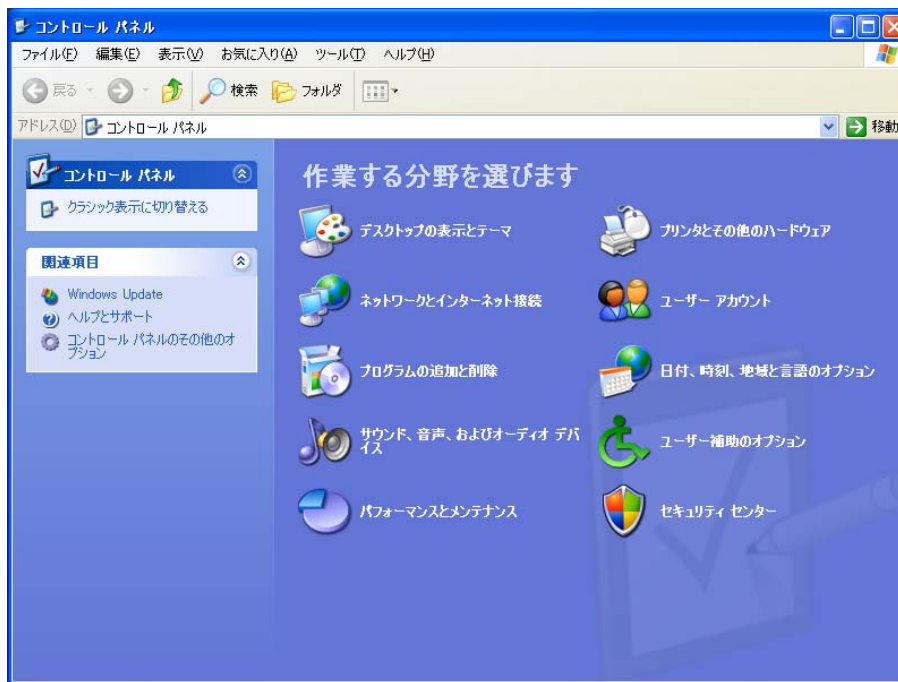 コントロール パネル
ファイル(F) 編集(E) 表示(V) お気に入り(A) ツール(T) ヘルプ(H)
戻る 検索 フォルダ
アドレス(D) コントロール パネル 移動
コントロール パネル
クラシック表示に切り替える
関連項目
Windows Update
ヘルプとサポート
コントロール パネルのその他のオ
プション
作業する分野を選びます
デスクトップの表示とテーマ
プリンタとその他のハードウェア
ネットワークとインターネット接続
ユーザー アカウント
プログラムの追加と削除
日付、時刻、地域と言語のオプション
サウンド、音声、およびオーディオ デバ
イス
ユーザー補助のオプション
パフォーマンスとメンテナンス
セキュリティ センター